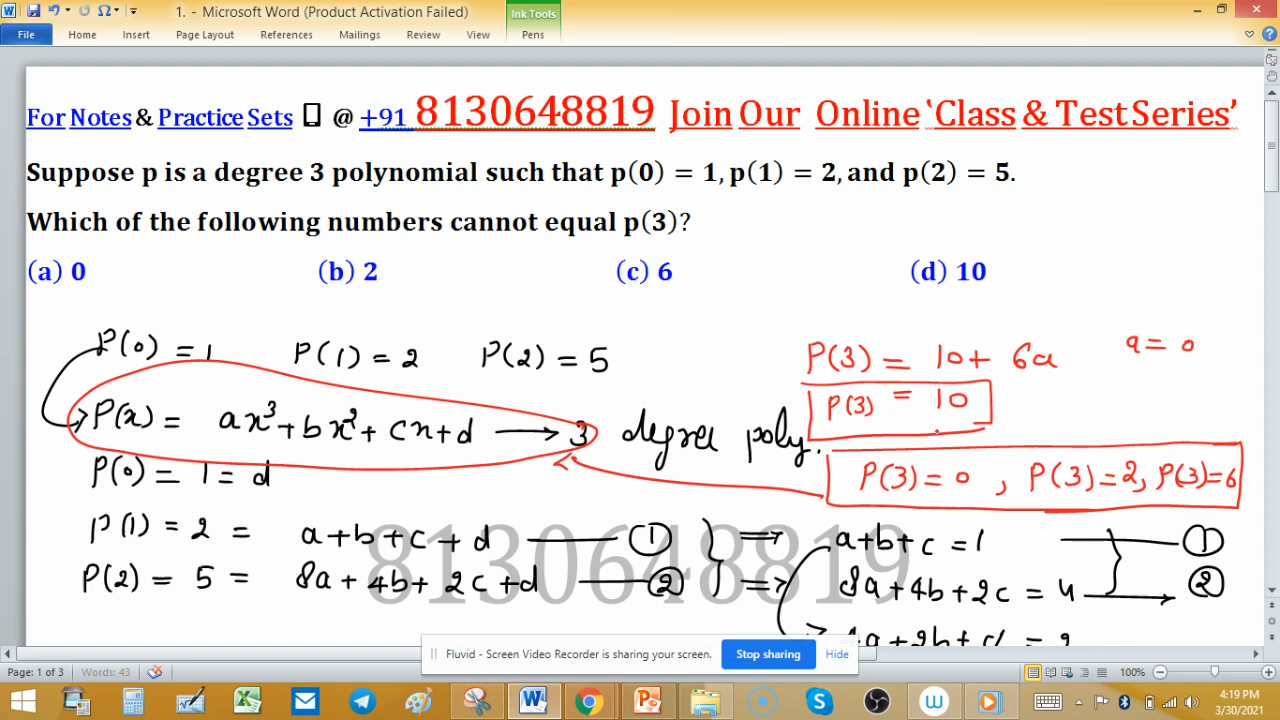 1. - Microsoft Word (Product Activation Failed)
Ink Tools
File Home Insert Page Layout References Mailings Review View Pens
For Notes & Practice Sets @ +91 8130648819 Join Our Online 'Class & Test Series'
Suppose p is a degree 3 polynomial such that p(0) = 1, p(1) = 2, and p(2) = 5.
Which of the following numbers cannot equal p(3)?
(a) 0 (b) 2 (c) 6 (d) 10
P(0) = 1 P(1) = 2 P(2) = 5 P(3) = 10 + 6a a = 0
P(3) = 10
P(x) = ax³ + bx² + cx + d → 3 degree poly.
P(0) = 1 = d P(3) = 0 , P(3) = 2, P(3) = 6
P(1) = 2 = a + b + c + d — ① ⇒ a + b + c = 1 — ①
P(2) = 5 = 8a + 4b + 2c + d — ② ⇒ 8a + 4b + 2c = 4 → ②
8130648819
Fluvid - Screen Video Recorder is sharing your screen. Stop sharing Hide
Page: 1 of 3 Words: 43 100%
4:19 PM
3/30/2021